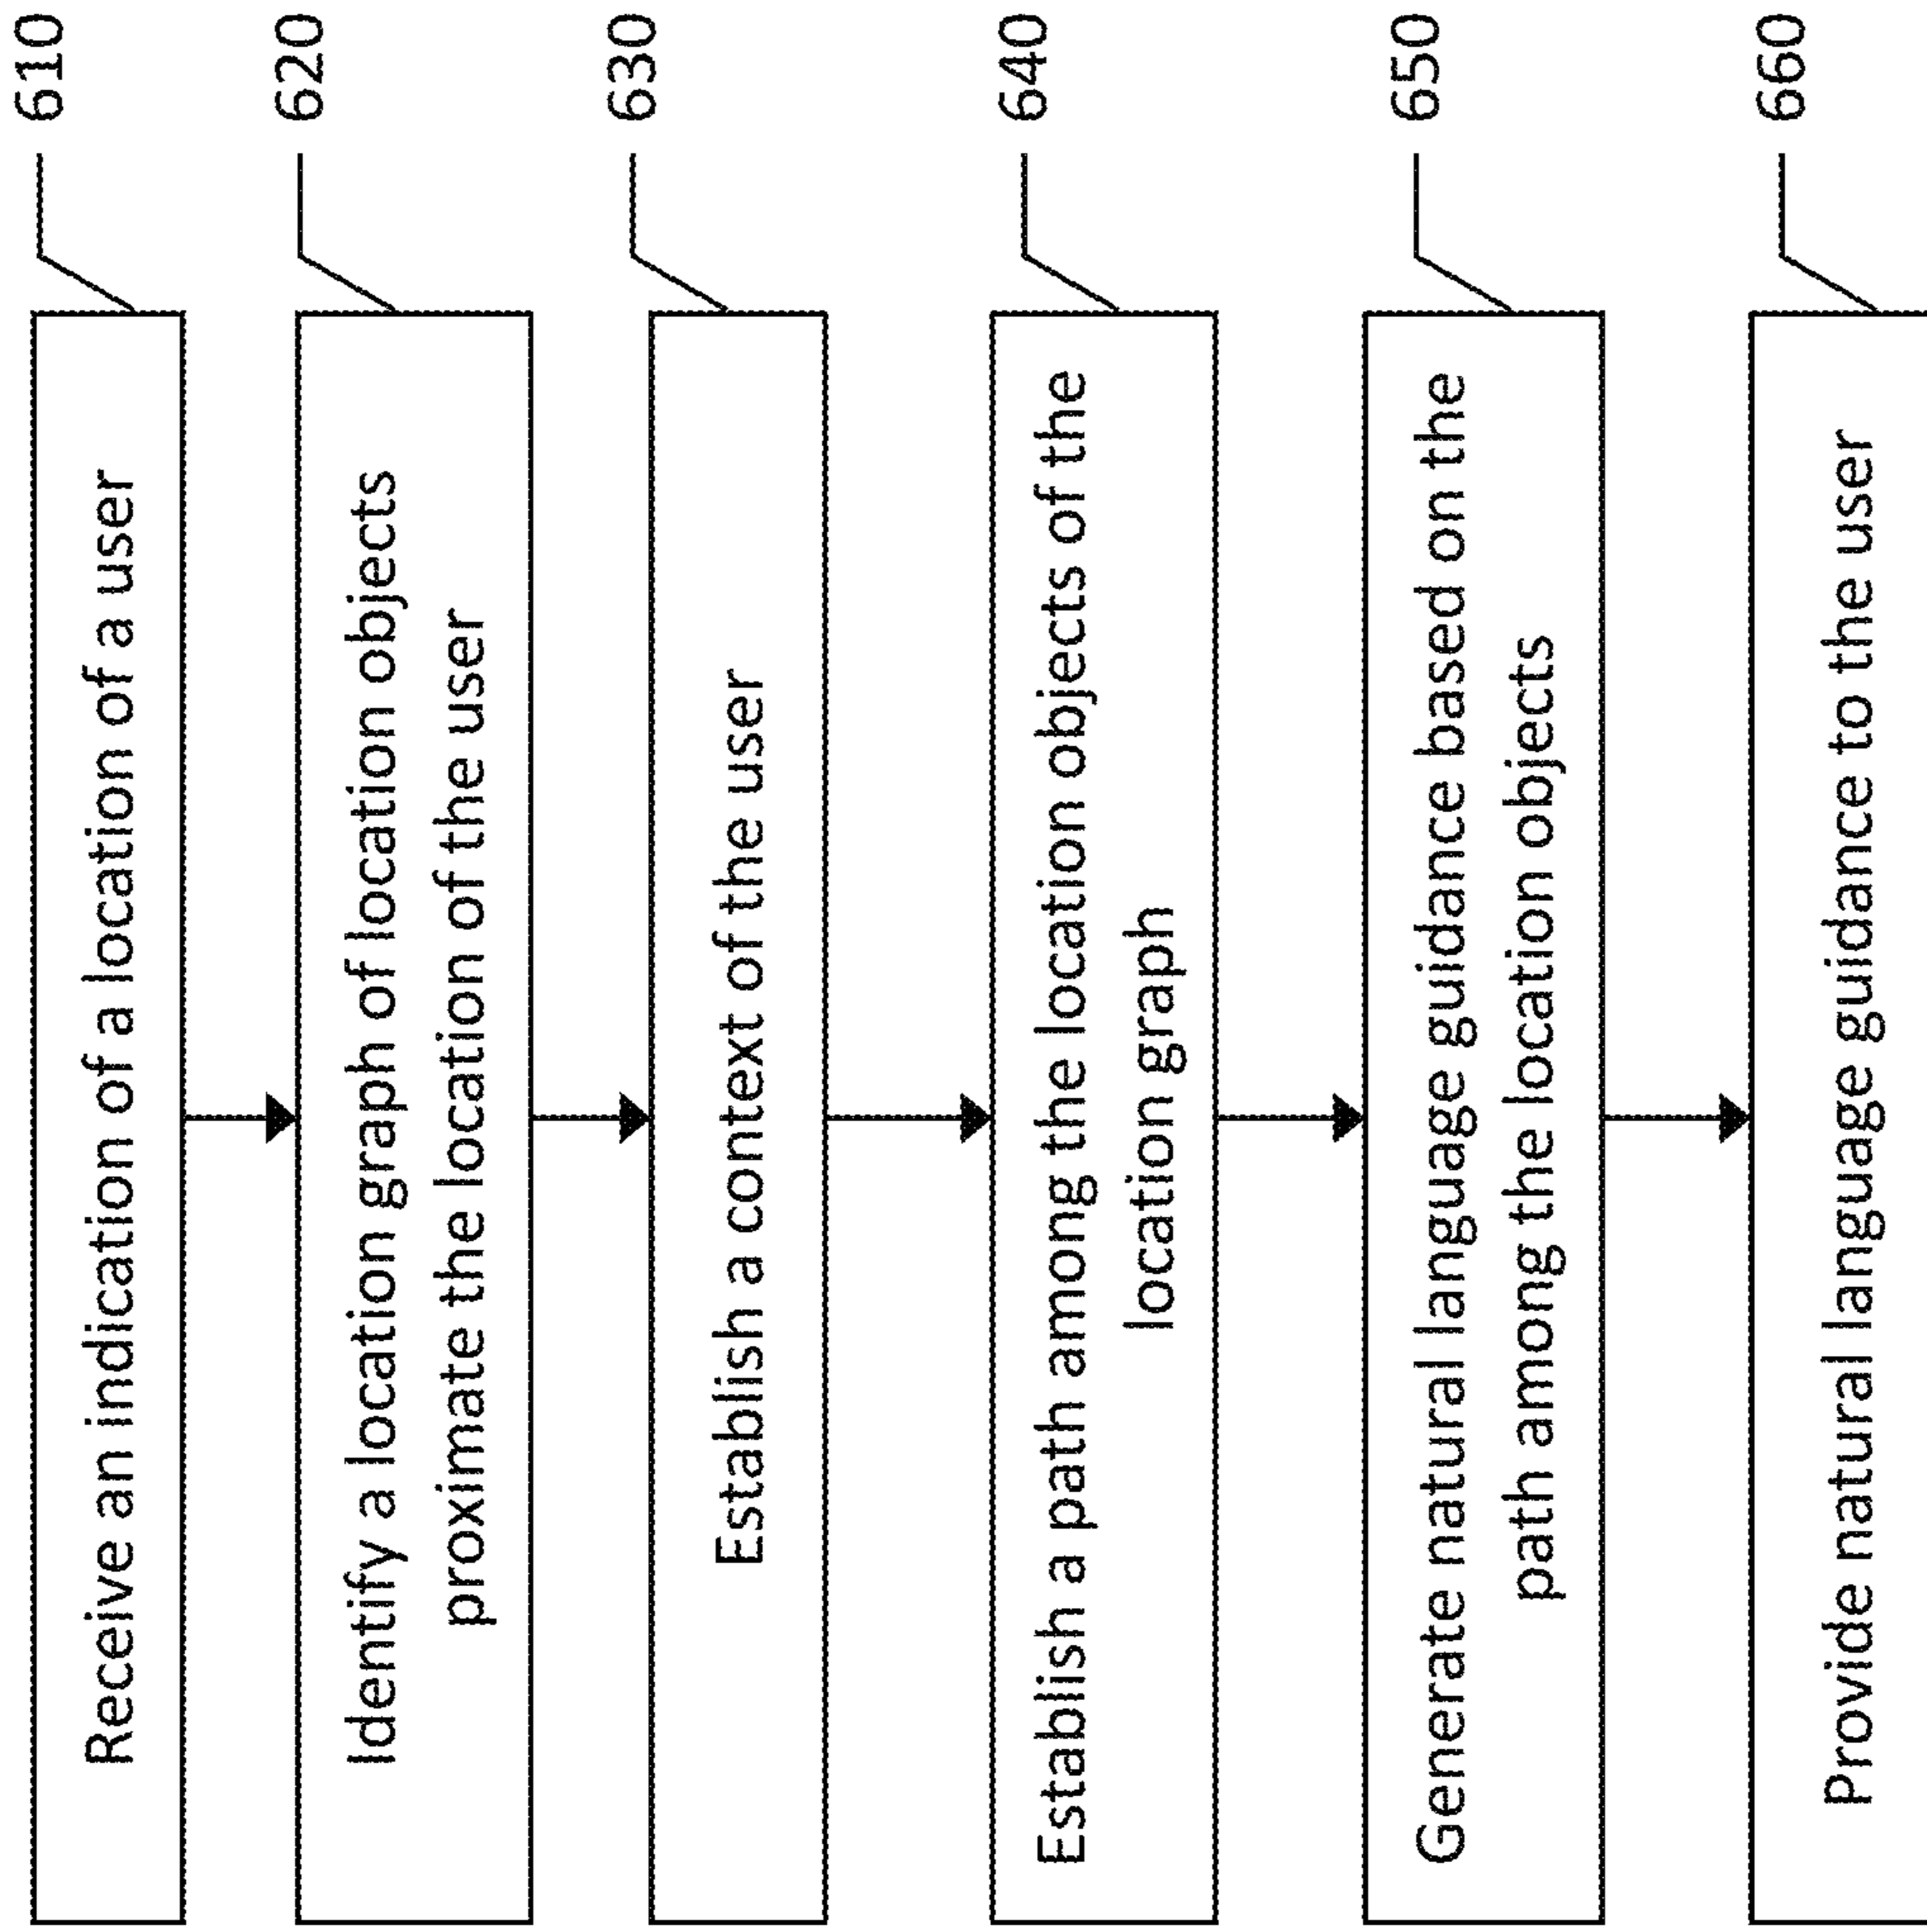 Receive an indication of a location of a user
610
Identify a location graph of location objects
proximate the location of the user
620
Establish a context of the user
630
Establish a path among the location objects of the
location graph
640
Generate natural language guidance based on the
path among the location objects
650
Provide natural language guidance to the user
660